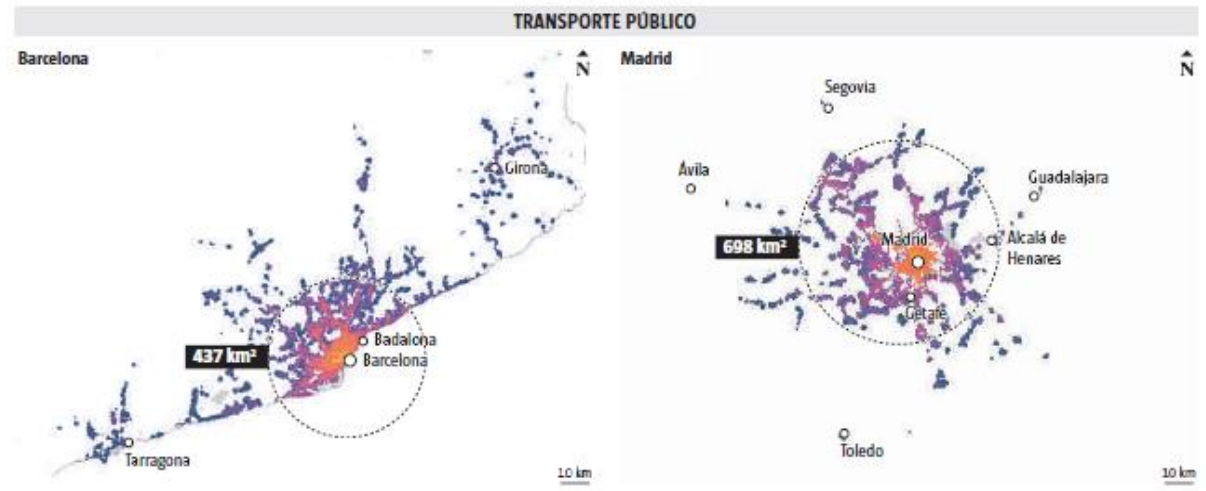 TRANSPORTE PÚBLICO
Barcelona
N
Girona
437 km²
Badalona
Barcelona
Tarragona
10 km
Madrid
N
Segovia
Ávila
Guadalajara
698 km²
Madrid
Alcalá de
Henares
Getafe
Toledo
10 km